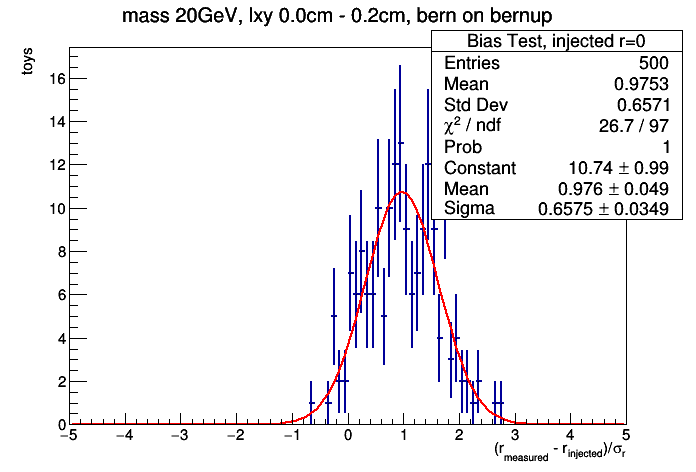 mass 20GeV, lxy 0.0cm - 0.2cm, bern on bernup
Bias Test, injected r=0
Entries 500
Mean 0.9753
Std Dev 0.6571
χ² / ndf 26.7 / 97
Prob 1
Constant 10.74 ± 0.99
Mean 0.976 ± 0.049
Sigma 0.6575 ± 0.0349
toys
16
14
12
10
8
6
4
2
0
−5 −4 −3 −2 −1 0 1 2 3 4 5
(r_measured - r_injected)/σ_r